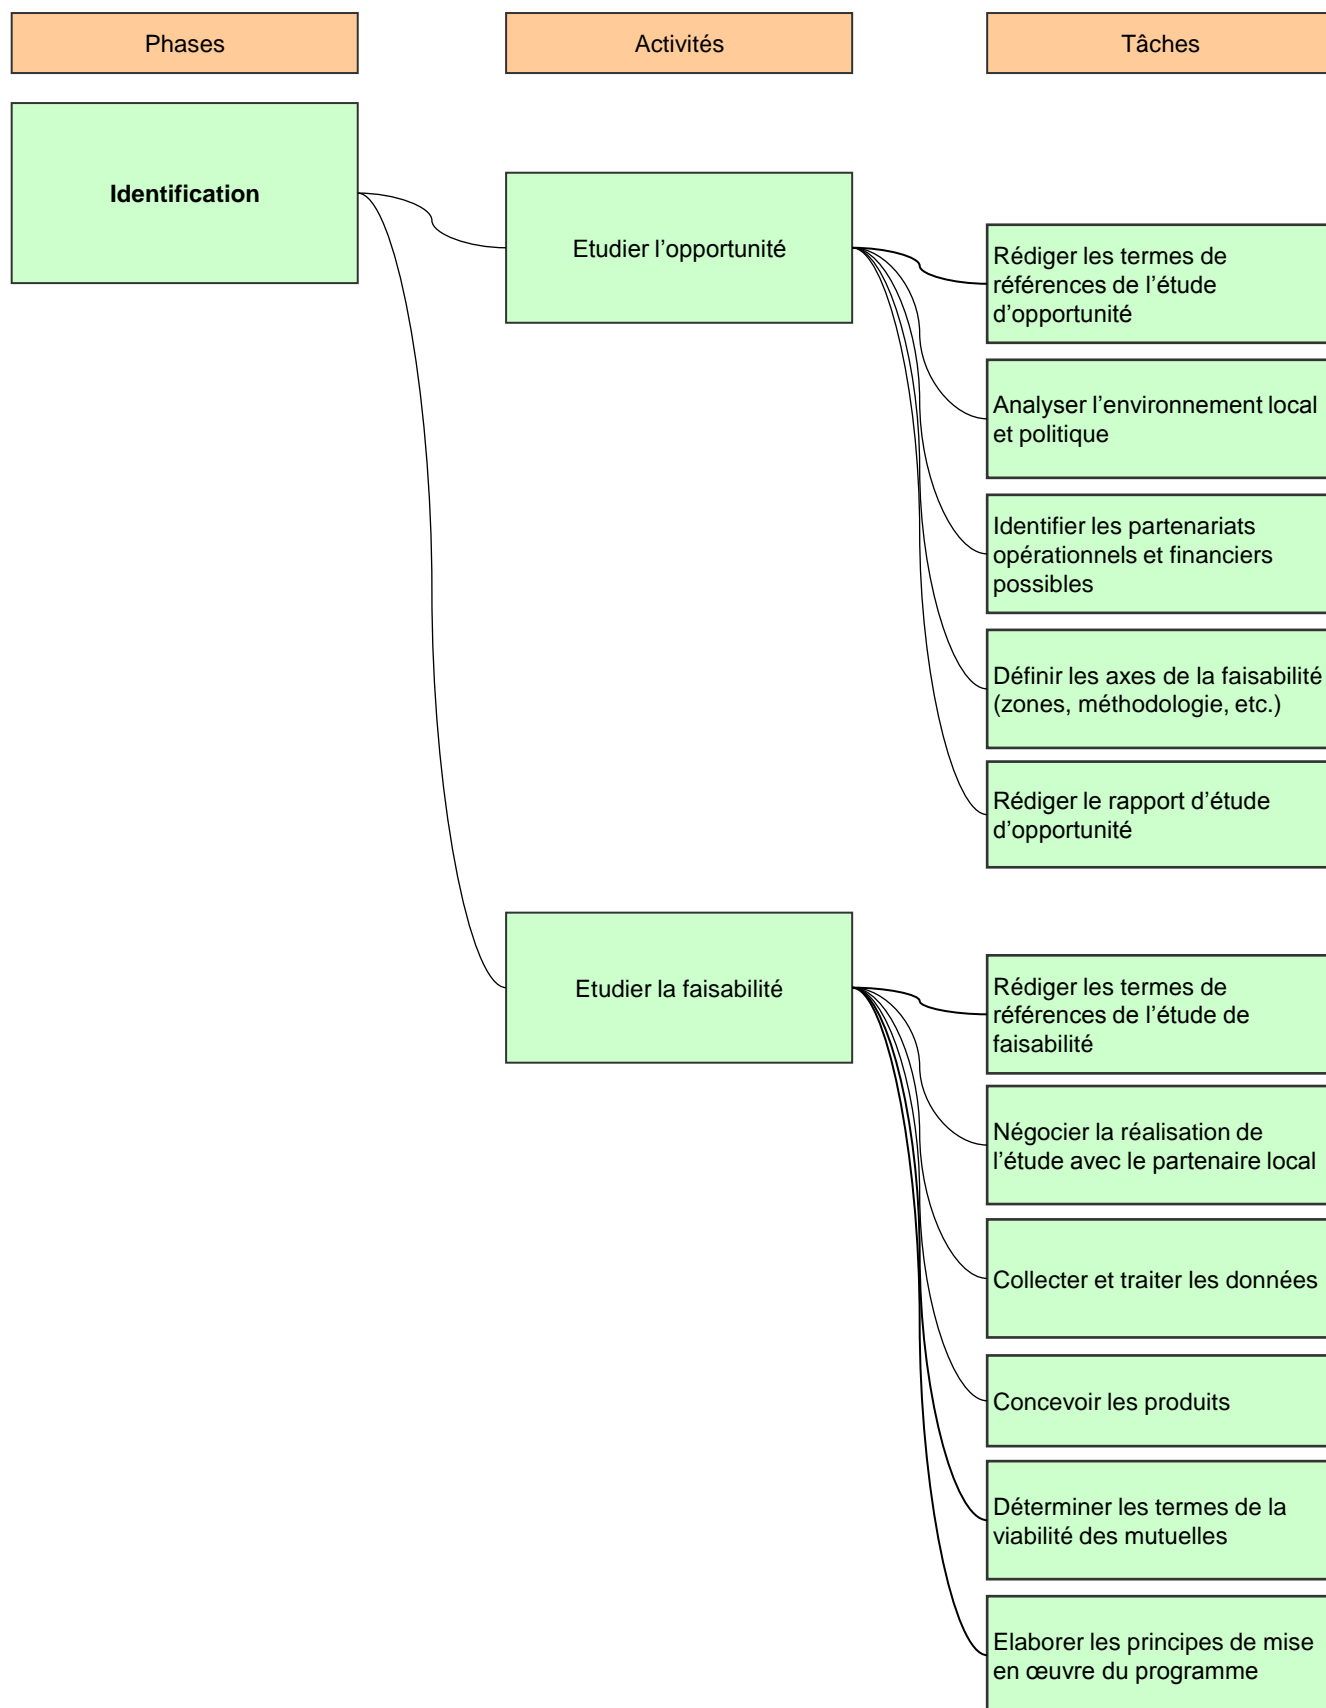 Phases
Activités
Tâches
Identification
Etudier l’opportunité
Rédiger les termes de
références de l’étude
d’opportunité
Analyser l’environnement local
et politique
Identifier les partenariats
opérationnels et financiers
possibles
Définir les axes de la faisabilité
(zones, méthodologie, etc.)
Rédiger le rapport d’étude
d’opportunité
Etudier la faisabilité
Rédiger les termes de
références de l’étude de
faisabilité
Négocier la réalisation de
l’étude avec le partenaire local
Collecter et traiter les données
Concevoir les produits
Déterminer les termes de la
viabilité des mutuelles
Elaborer les principes de mise
en œuvre du programme